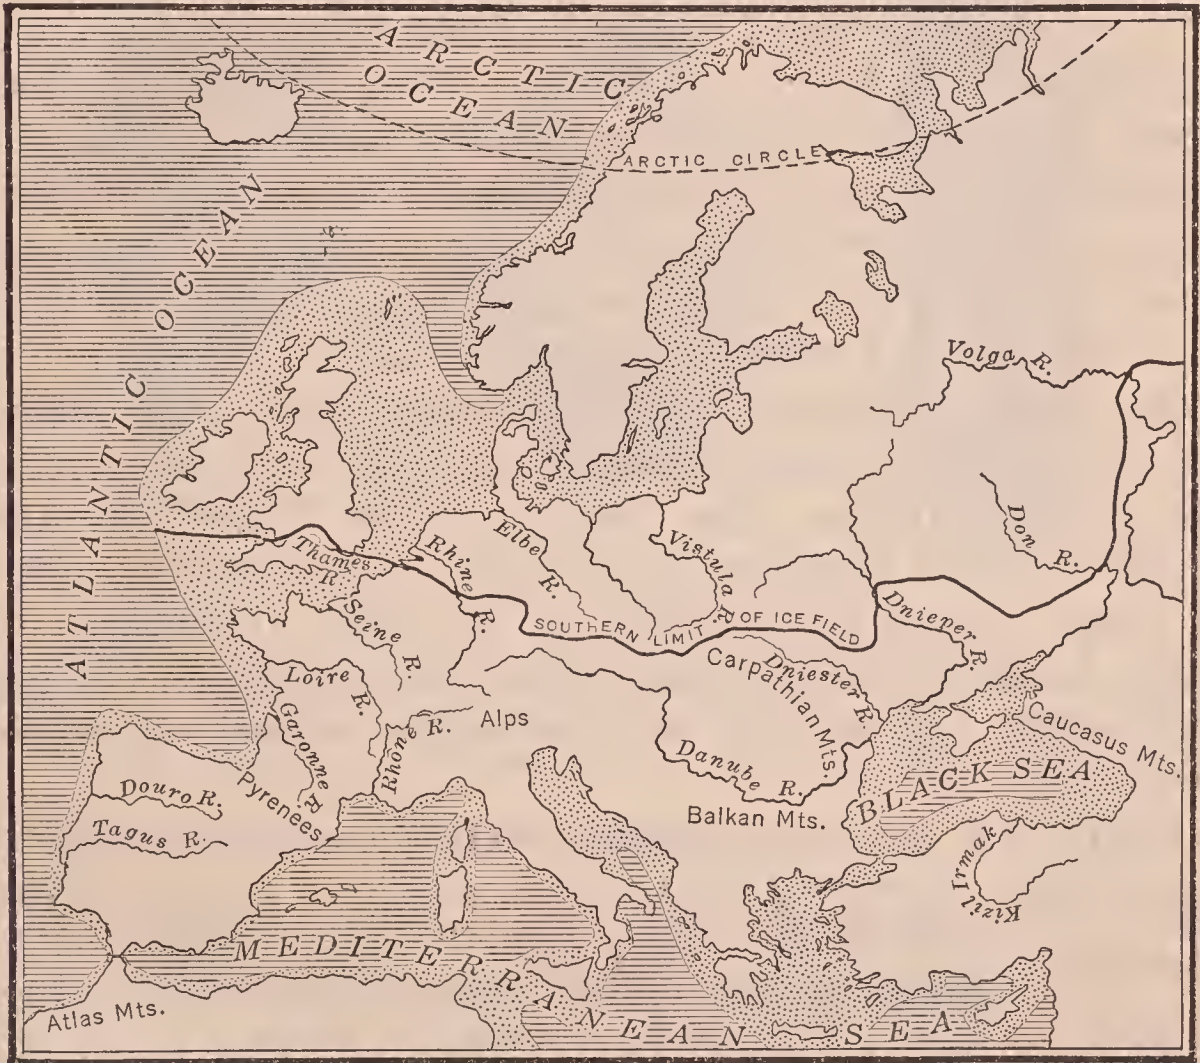 ARCTIC
OCEAN
ARCTIC CIRCLE
ATLANTIC OCEAN
Volga R.
Don R.
Thames R.
Rhine R.
Elbe R.
Vistula R.
SOUTHERN LIMIT OF ICE FIELD
Dnieper R.
Seine R.
Loire R.
Carpathian Mts.
Dniester R.
Garonne R.
Rhône R.
Alps
Caucasus Mts.
Danube R.
BLACK SEA
Douro R.
Pyrenees
Balkan Mts.
Tagus R.
Kizil Irmak
MEDITERRANEAN SEA
Atlas Mts.